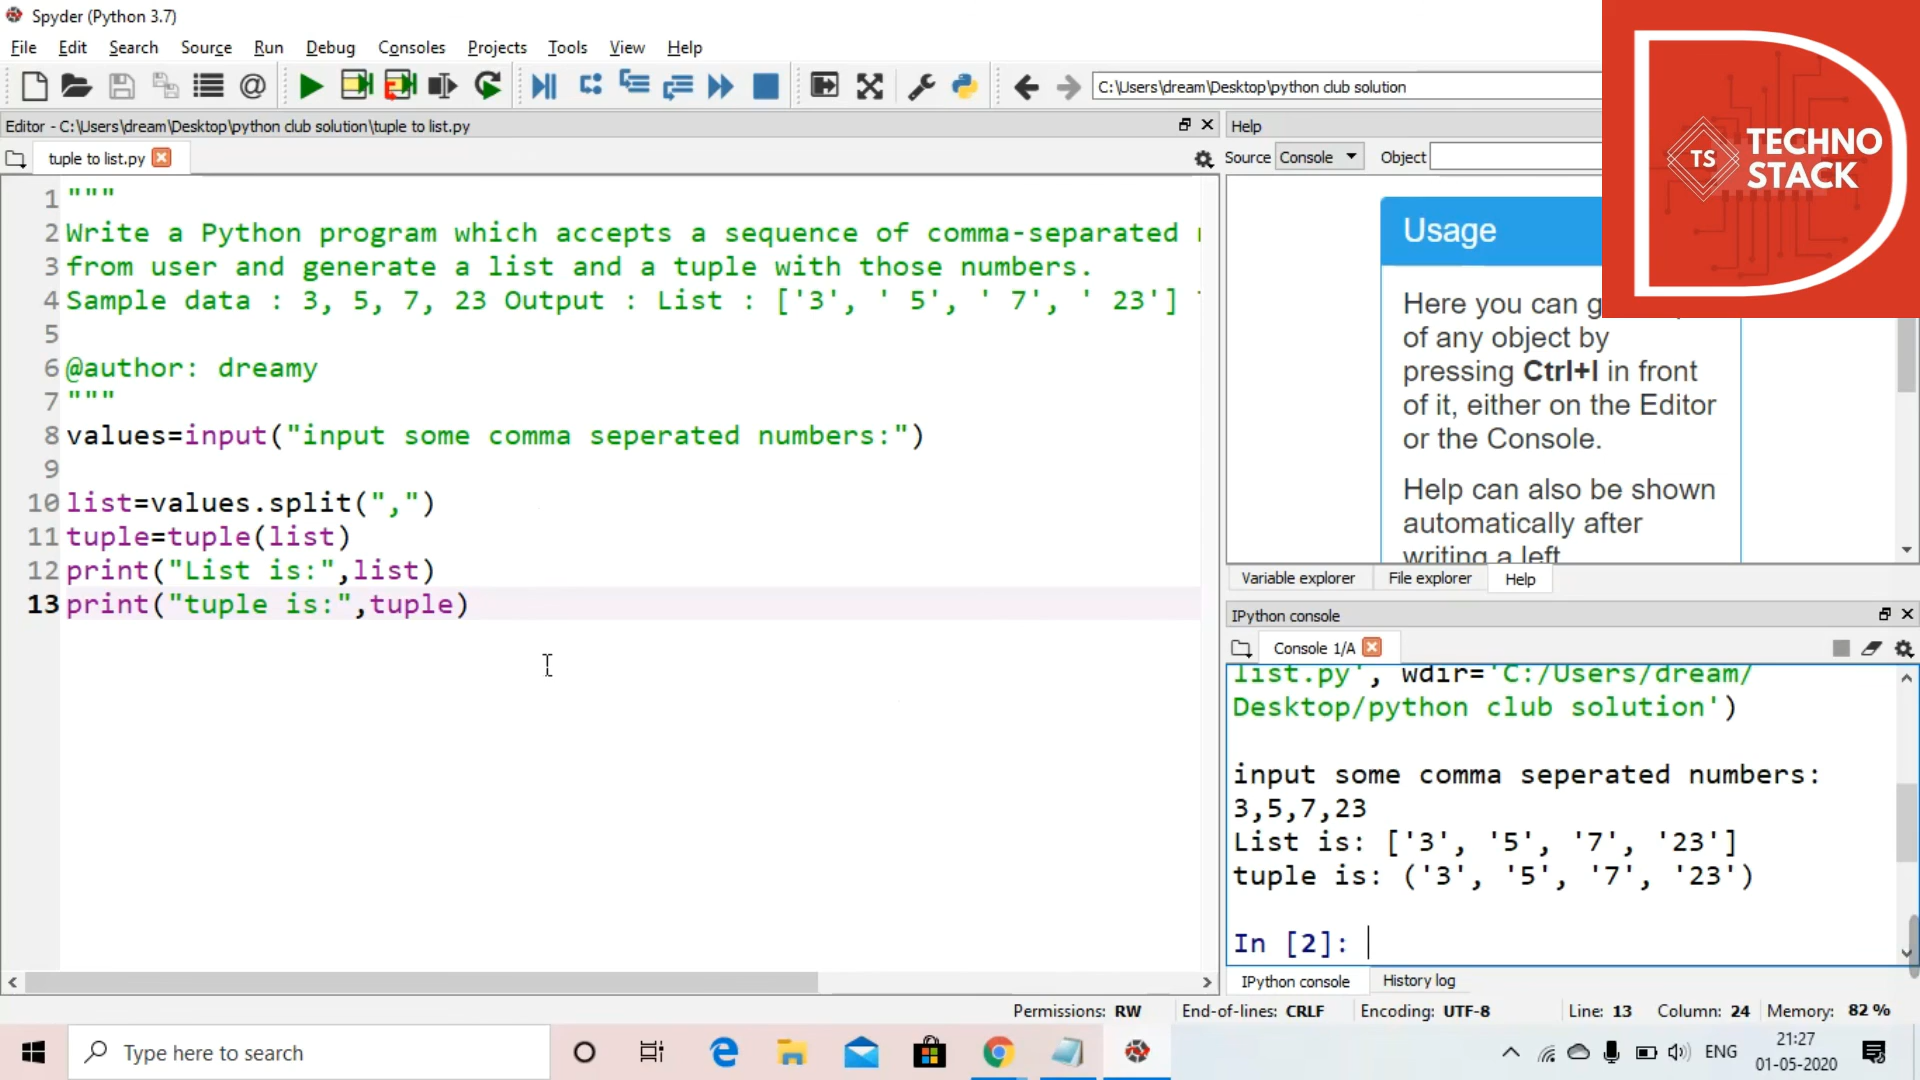 Spyder (Python 3.7)
File Edit Search Source Run Debug Consoles Projects Tools View Help
C:\Users\dream\Desktop\python club solution
Editor - C:\Users\dream\Desktop\python club solution\tuple to list.py
Help
tuple to list.py
Source Console Object
TS TECHNO
STACK
1 """
2 Write a Python program which accepts a sequence of comma-separated
3 from user and generate a list and a tuple with those numbers.
4 Sample data : 3, 5, 7, 23 Output : List : ['3', ' 5', ' 7', ' 23']
5
6 @author: dreamy
7 """
8 values=input("input some comma seperated numbers:")
9
10 list=values.split(",")
11 tuple=tuple(list)
12 print("List is:",list)
13 print("tuple is:",tuple)
Usage
Here you can g
of any object by
pressing Ctrl+I in front
of it, either on the Editor
or the Console.
Help can also be shown
automatically after
writing a left
Variable explorer File explorer Help
IPython console
Console 1/A
list.py', wdir='C:/Users/dream/
Desktop/python club solution')
input some comma seperated numbers:
3,5,7,23
List is: ['3', '5', '7', '23']
tuple is: ('3', '5', '7', '23')
In [2]:
IPython console History log
Permissions: RW End-of-lines: CRLF Encoding: UTF-8 Line: 13 Column: 24 Memory: 82 %
Type here to search
ENG
21:27
01-05-2020